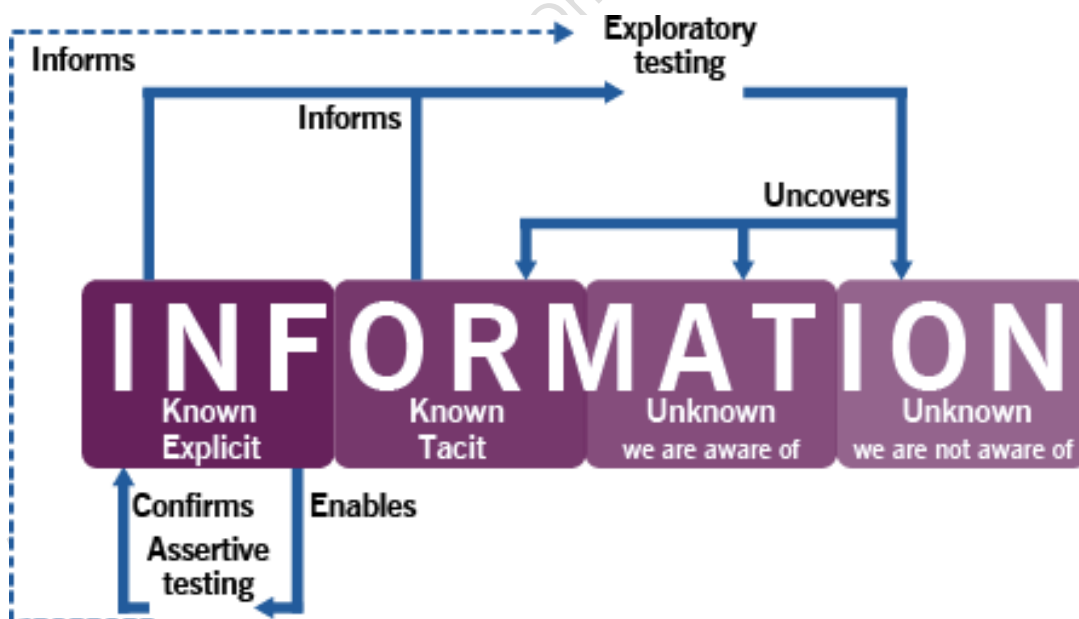 Exploratory
testing
Informs
Informs
Uncovers
INFORMATION
Known
Explicit
Known
Tacit
Unknown
we are aware of
Unknown
we are not aware of
Confirms
Enables
Assertive
testing